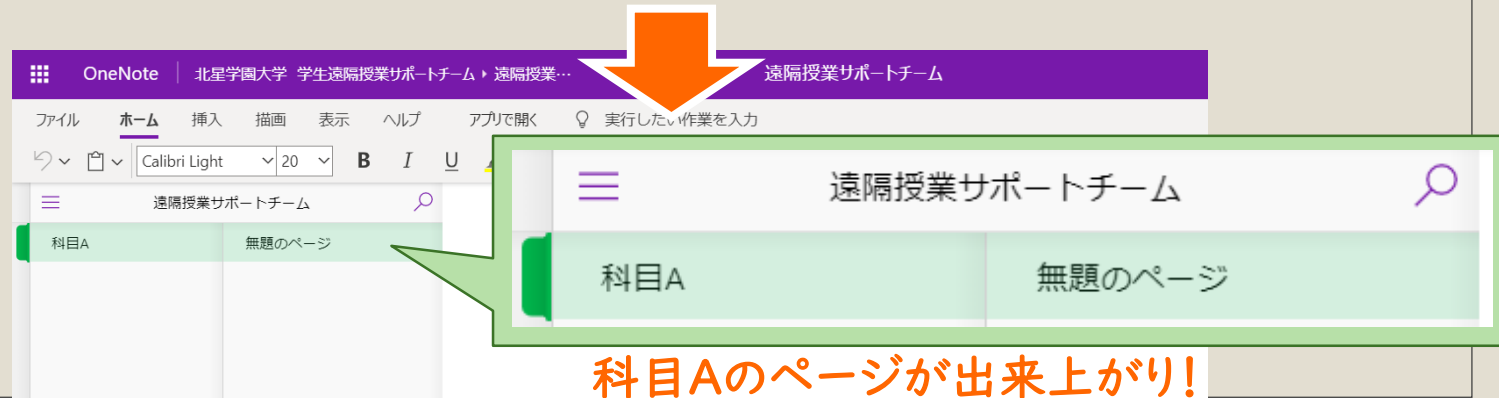 OneNote 北星学園大学 学生遠隔授業サポートチーム › 遠隔授業… 遠隔授業サポートチーム
ファイル ホーム 挿入 描画 表示 ヘルプ アプリで開く 実行したい作業を入力
Calibri Light 20 B I U
遠隔授業サポートチーム
科目A 無題のページ
遠隔授業サポートチーム
科目A 無題のページ
科目Aのページが出来上がり!